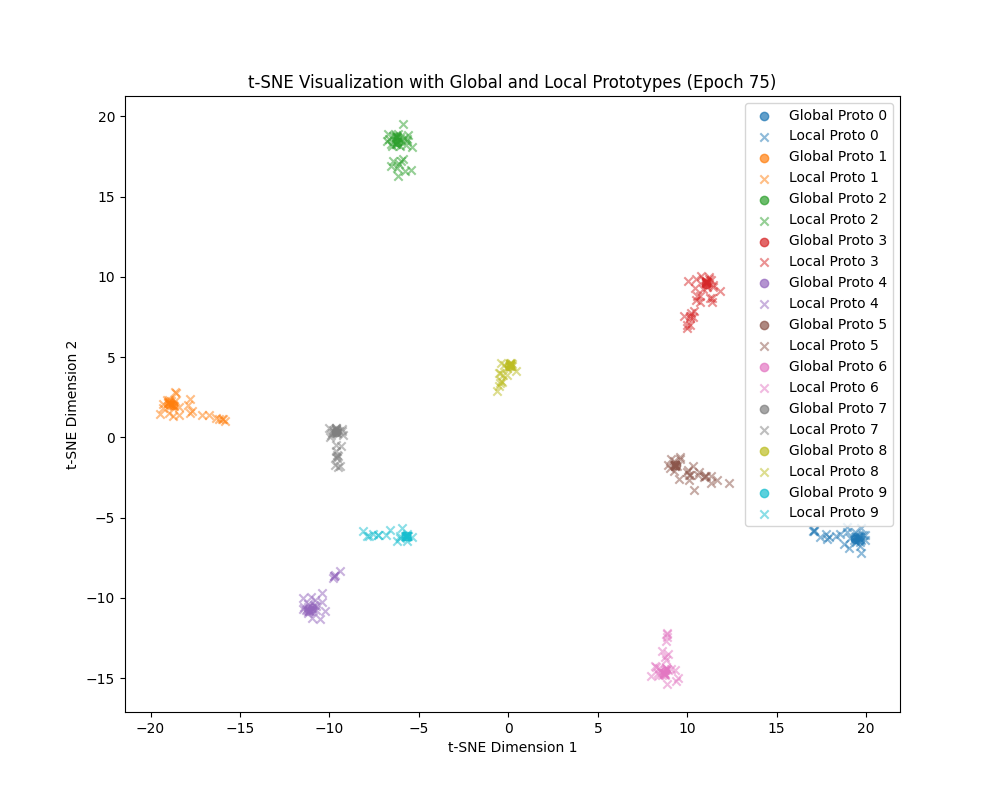 t-SNE Visualization with Global and Local Prototypes (Epoch 75)
20
15
10
5
0
−5
−10
−15
t-SNE Dimension 2
−20
−15
−10
−5
0
5
10
15
20
t-SNE Dimension 1
Global Proto 0
Local Proto 0
Global Proto 1
Local Proto 1
Global Proto 2
Local Proto 2
Global Proto 3
Local Proto 3
Global Proto 4
Local Proto 4
Global Proto 5
Local Proto 5
Global Proto 6
Local Proto 6
Global Proto 7
Local Proto 7
Global Proto 8
Local Proto 8
Global Proto 9
Local Proto 9